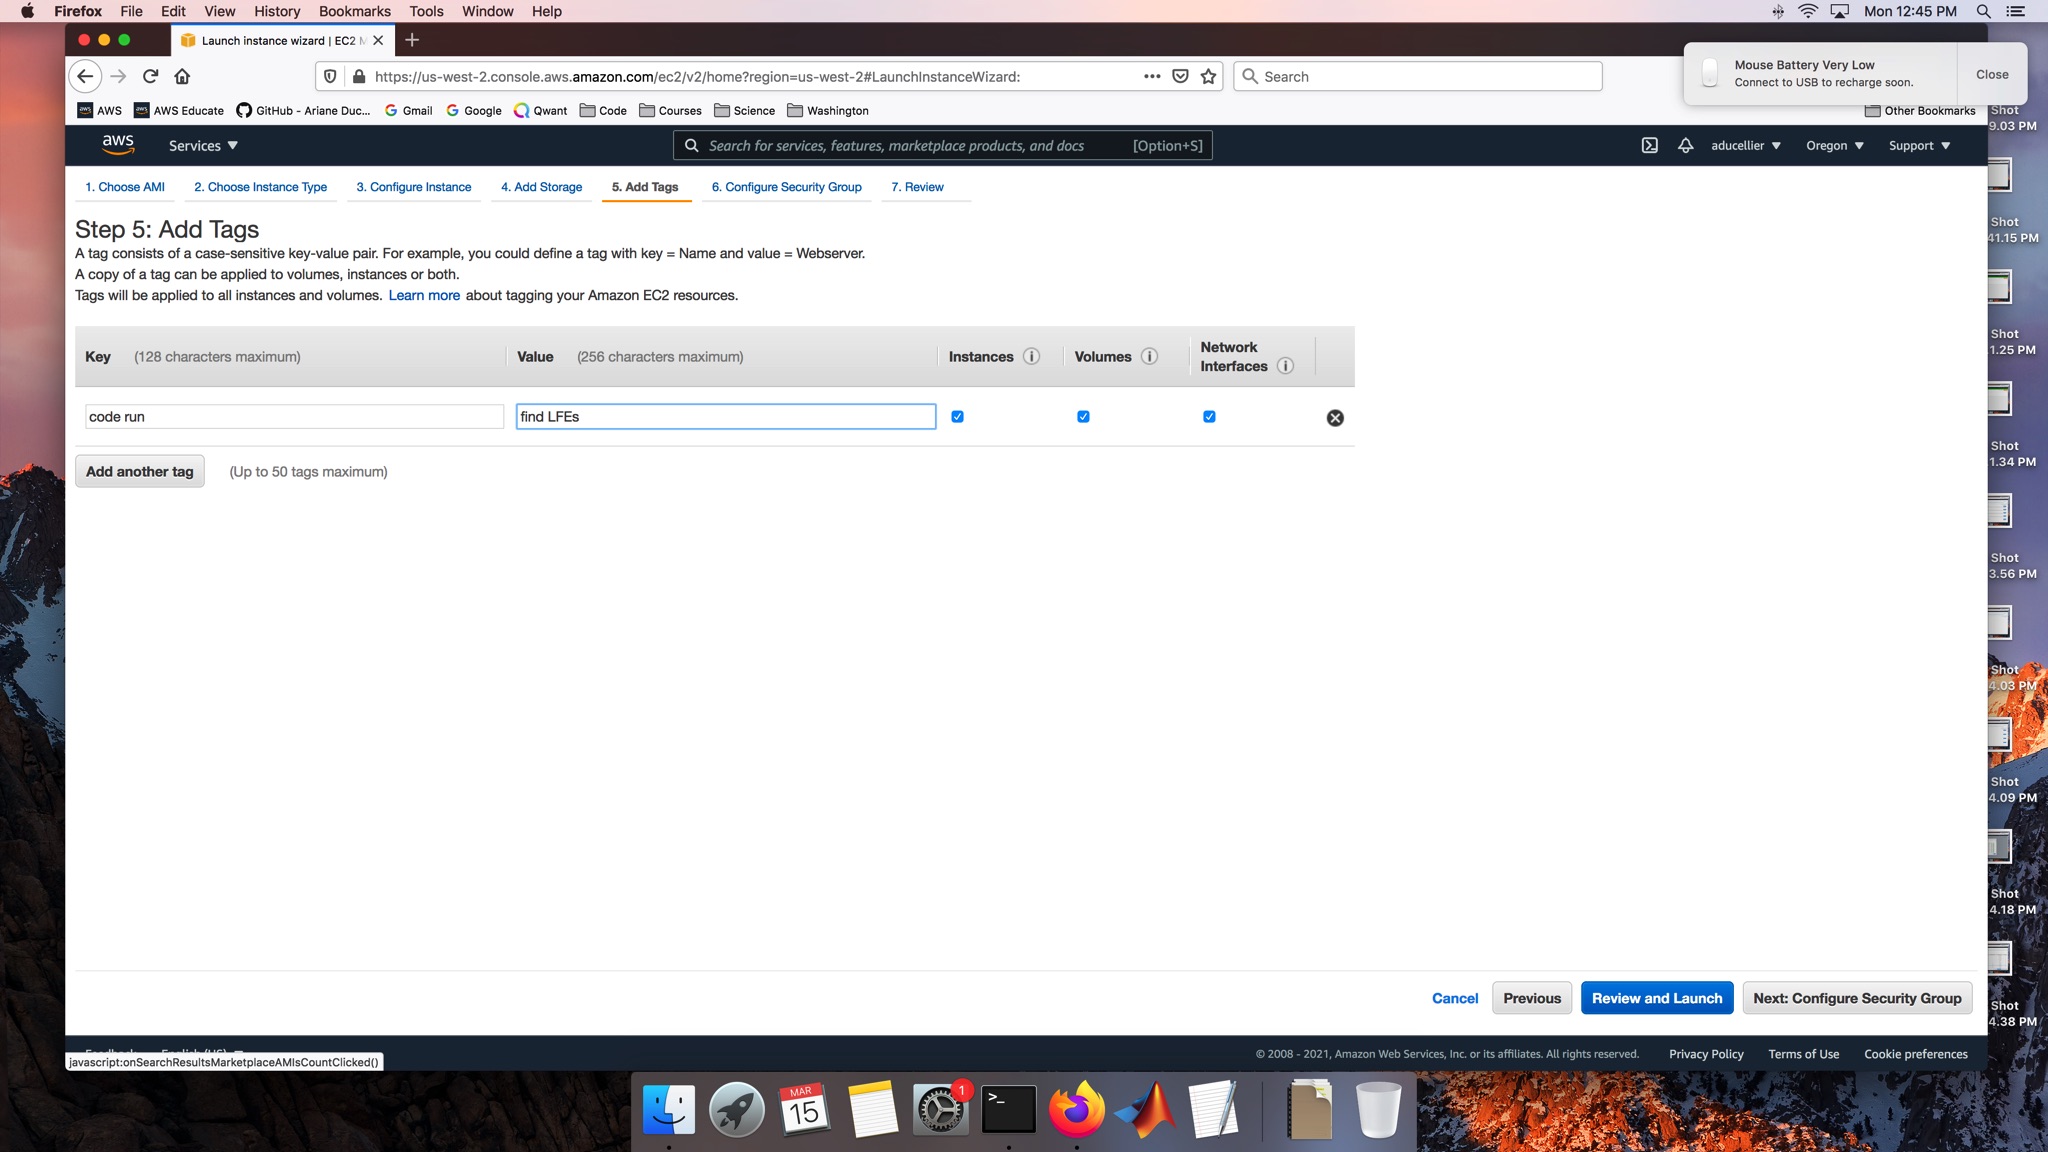 Firefox File Edit View History Bookmarks Tools Window Help Mon 12:45 PM
Launch instance wizard | EC2 M
https://us-west-2.console.aws.amazon.com/ec2/v2/home?region=us-west-2#LaunchInstanceWizard: Search
Mouse Battery Very Low
Connect to USB to recharge soon.
Close
AWS AWS Educate GitHub - Ariane Duc... Gmail Google Qwant Code Courses Science Washington Other Bookmarks
aws Services Search for services, features, marketplace products, and docs [Option+S] aducellier Oregon Support
1. Choose AMI 2. Choose Instance Type 3. Configure Instance 4. Add Storage 5. Add Tags 6. Configure Security Group 7. Review
Step 5: Add Tags
A tag consists of a case-sensitive key-value pair. For example, you could define a tag with key = Name and value = Webserver.
A copy of a tag can be applied to volumes, instances or both.
Tags will be applied to all instances and volumes. Learn more about tagging your Amazon EC2 resources.
Key (128 characters maximum) Value (256 characters maximum) Instances Volumes Network Interfaces
code run find LFEs
Add another tag (Up to 50 tags maximum)
Cancel Previous Review and Launch Next: Configure Security Group
© 2008 - 2021, Amazon Web Services, Inc. or its affiliates. All rights reserved. Privacy Policy Terms of Use Cookie preferences
javascript:onSearchResultsMarketplaceAMIsCountClicked()
Shot
9.03 PM
Shot
41.15 PM
Shot
1.25 PM
Shot
1.34 PM
Shot
3.56 PM
Shot
4.03 PM
Shot
4.09 PM
Shot
4.18 PM
Shot
4.38 PM
MAR
15
1
>_